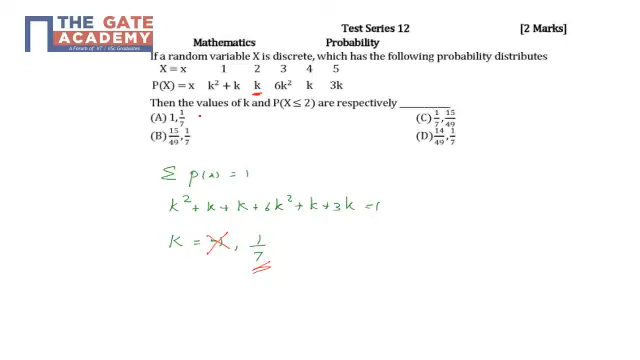 THE GATE
ACADEMY
A Forum of IIT / IISC Graduates
Test Series 12 [2 Marks]
Mathematics Probability
If a random variable X is discrete, which has the following probability distributes
X = x 1 2 3 4 5
P(X) = x k² + k k 6k² k 3k
Then the values of k and P(X ≤ 2) are respectively __________
(A) 1, 1/7 (C) 1/7, 15/49
(B) 15/49, 1/7 (D) 14/49, 1/7
Σ p(x) = 1
k² + k + k + 6k² + k + 3k = 1
K = , 1/7